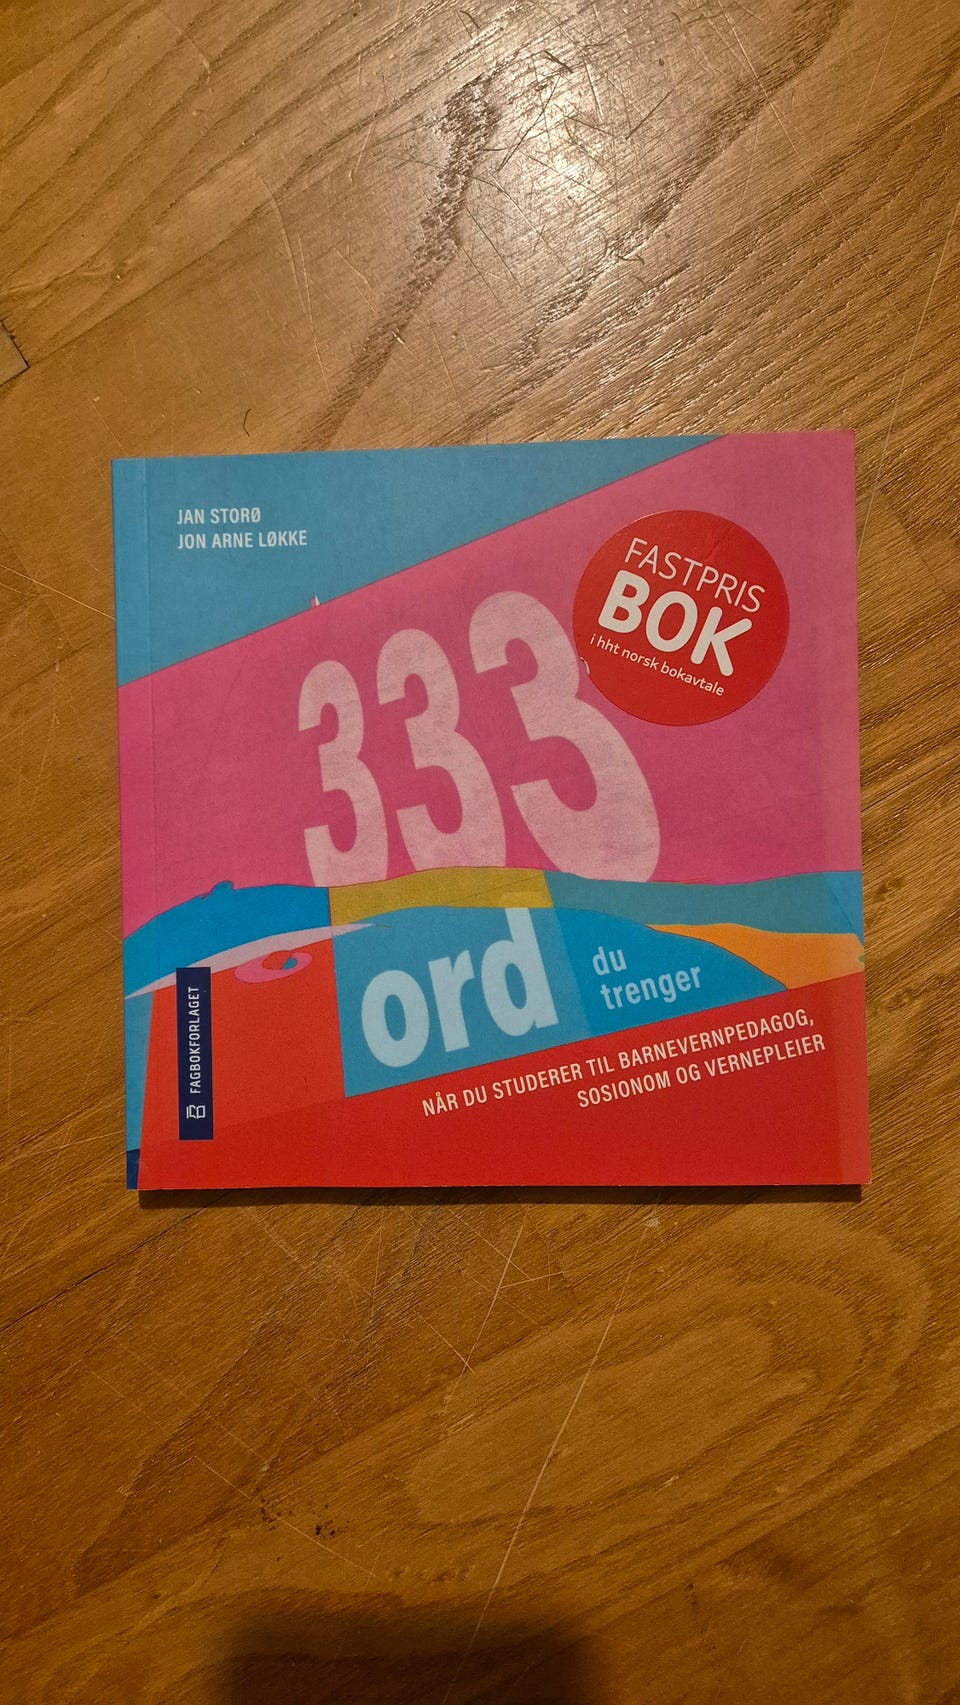 JAN STORØ
JON ARNE LØKKE
FASTPRIS
BOK
i hht norsk bokavtale
333
ord
du
trenger
NÅR DU STUDERER TIL BARNEVERNPEDAGOG,
SOSIONOM OG VERNEPLEIER
FAGBOKFORLAGET